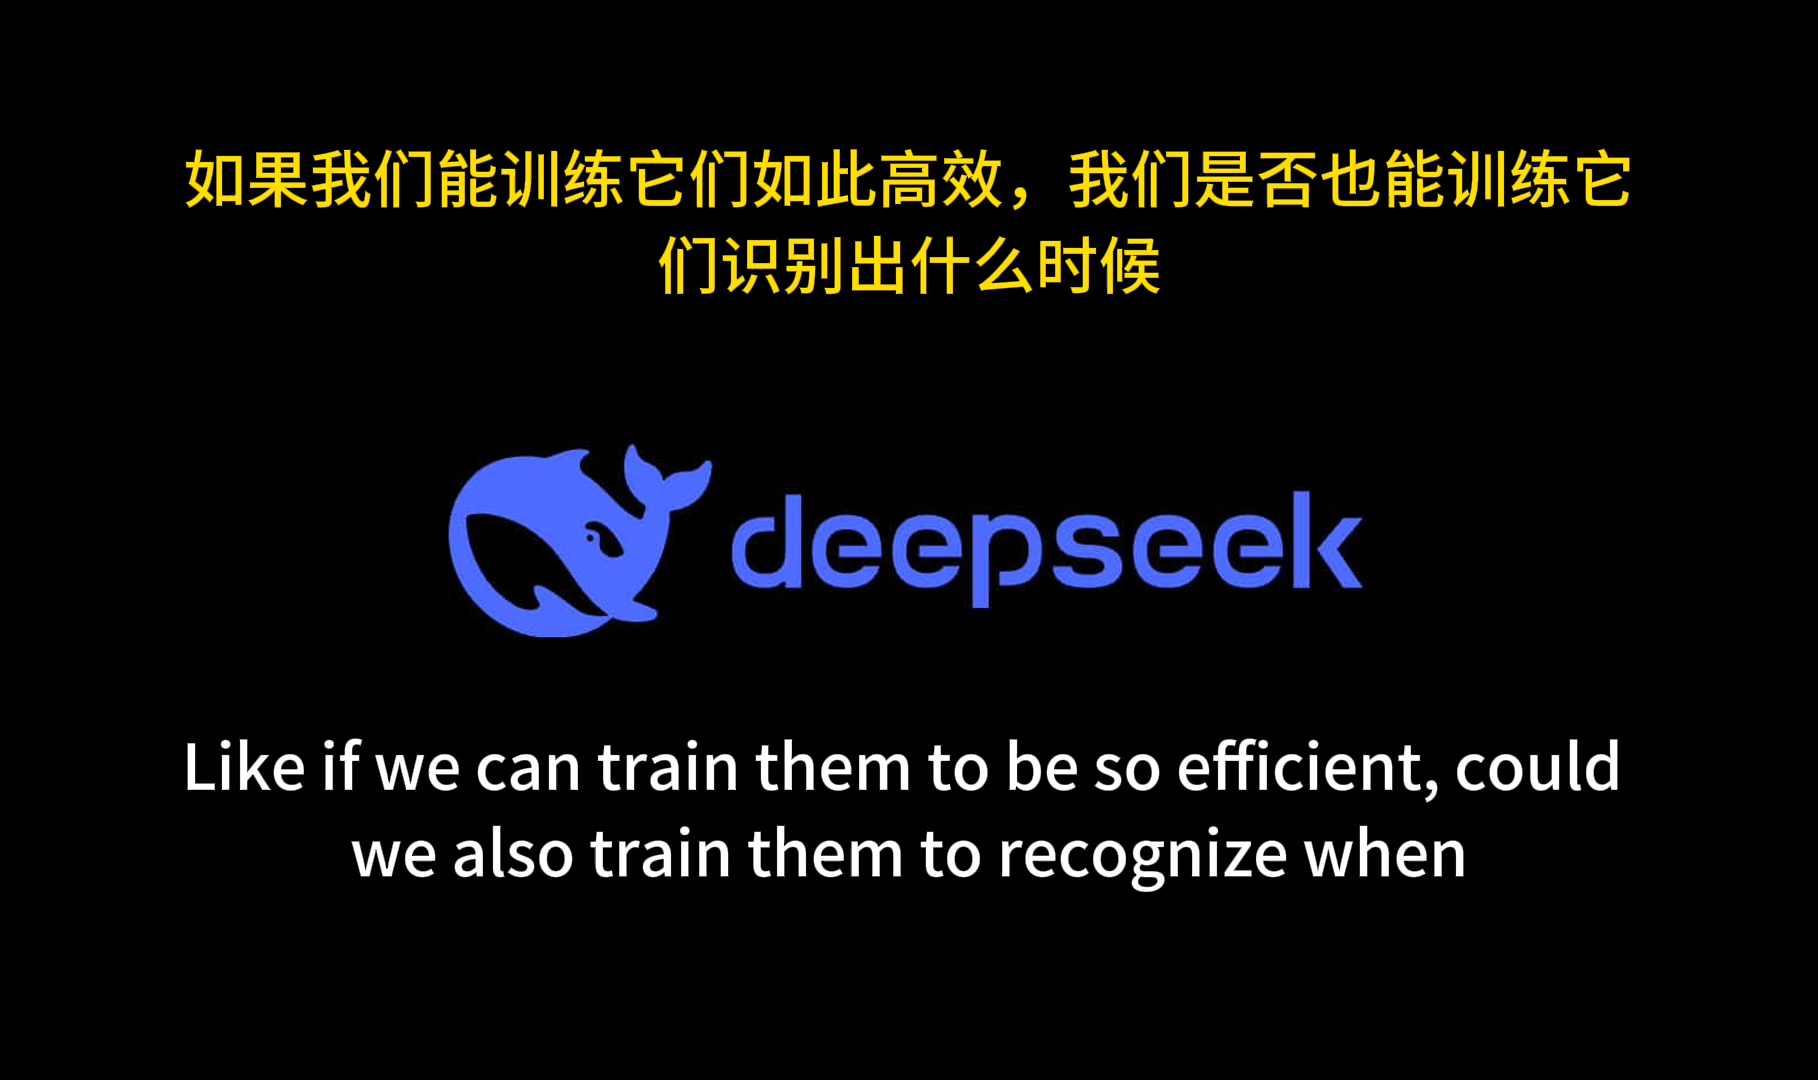 如果我们能训练它们如此高效，我们是否也能训练它
们识别出什么时候
deepseek
Like if we can train them to be so efficient, could
we also train them to recognize when